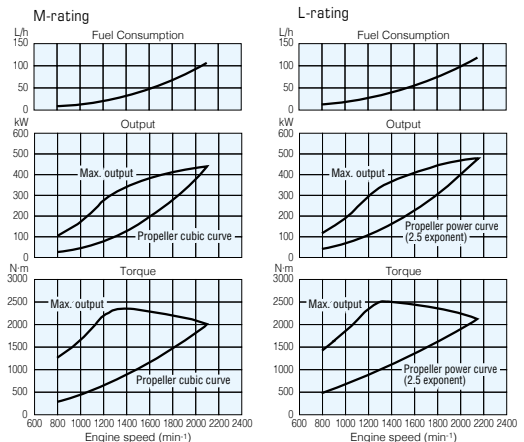 M-rating
L/h
Fuel Consumption
150
100
50
0
kW
Output
600
500
400
300
200
100
0
Max. output
Propeller cubic curve
N·m
Torque
3000
2500
2000
1500
1000
500
0
Max. output
Propeller cubic curve
600 800 1000 1200 1400 1600 1800 2000 2200 2400
Engine speed (min-1)
L-rating
L/h
Fuel Consumption
150
100
50
0
kW
Output
600
500
400
300
200
100
0
Max. output
Propeller power curve
(2.5 exponent)
N·m
Torque
3000
2500
2000
1500
1000
500
0
Max. output
Propeller power curve
(2.5 exponent)
600 800 1000 1200 1400 1600 1800 2000 2200 2400
Engine speed (min-1)